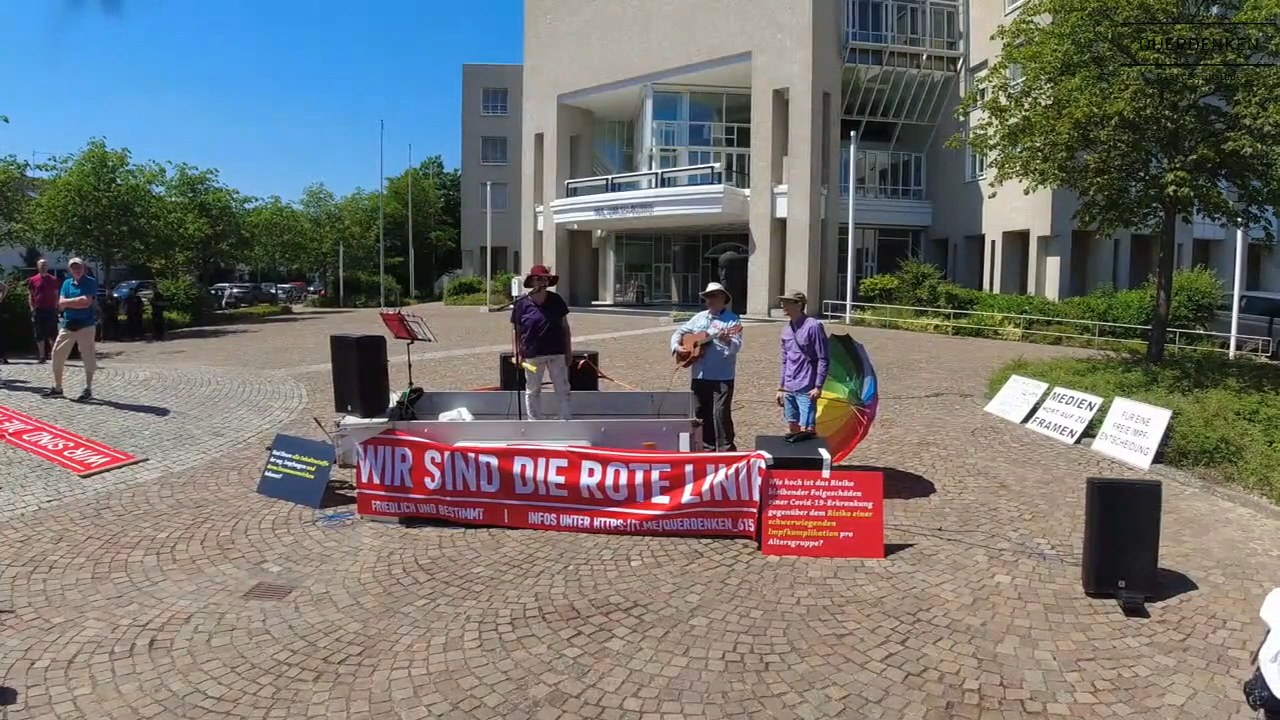 QUERDENKEN
WIR SIND DIE
WIR SIND DIE ROTE LINIE
FRIEDLICH UND BESTIMMT | INFOS UNTER HTTPS://T.ME/QUERDENKEN_615
Wie hoch ist das Risiko
bleibender Folgeschäden
einer Covid-19-Erkrankung
gegenüber dem Risiko einer
schwerwiegenden
Impfkomplikation pro
Altersgruppe?
MEDIEN
HÖRT AUF ZU
FRAMEN
FÜR EINE
FREIE IMPF-
ENTSCHEIDUNG